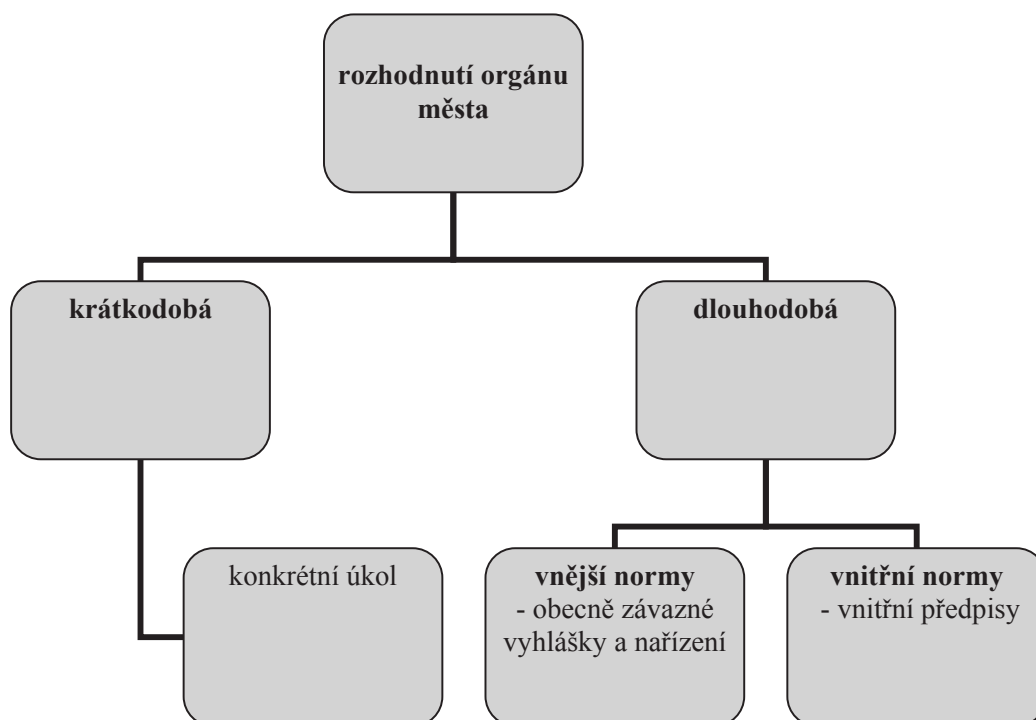 rozhodnutí orgánu
města
krátkodobá
dlouhodobá
konkrétní úkol
vnější normy
- obecně závazné
vyhlášky a nařízení
vnitřní normy
- vnitřní předpisy